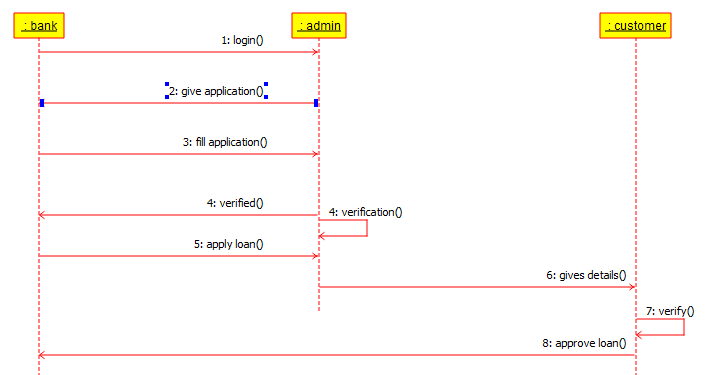 : bank
: admin
: customer
1: login()
2: give application()
3: fill application()
4: verified()
4: verification()
5: apply loan()
6: gives details()
7: verify()
8: approve loan()